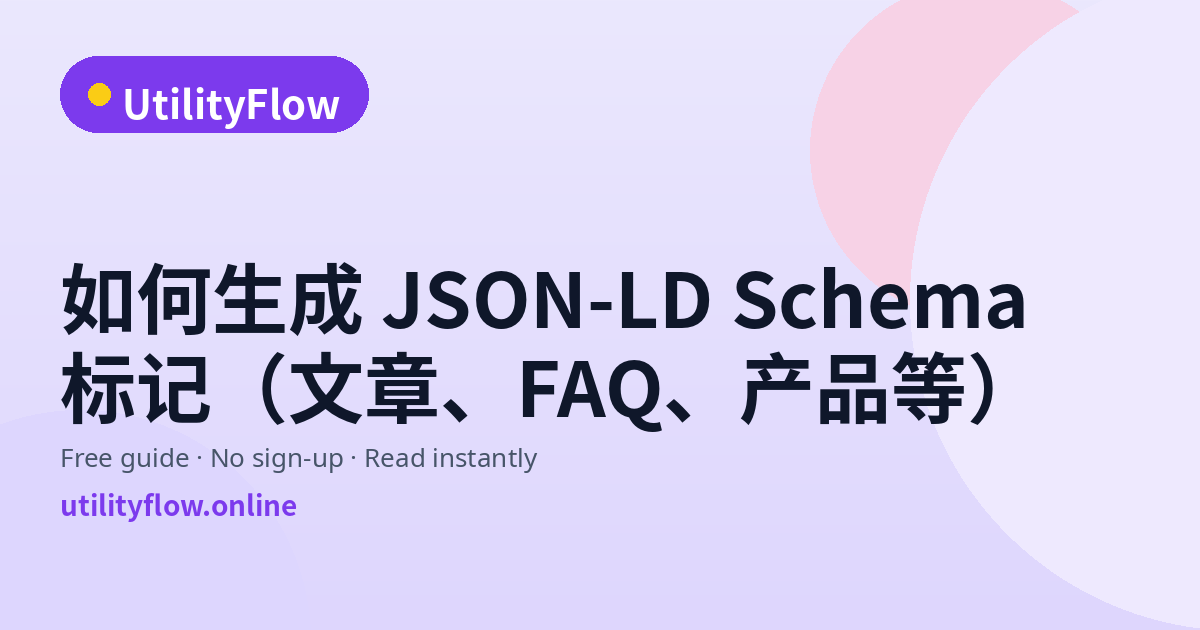 UtilityFlow
如何生成 JSON-LD Schema
标记（文章、FAQ、产品等）
Free guide · No sign-up · Read instantly
utilityflow.online